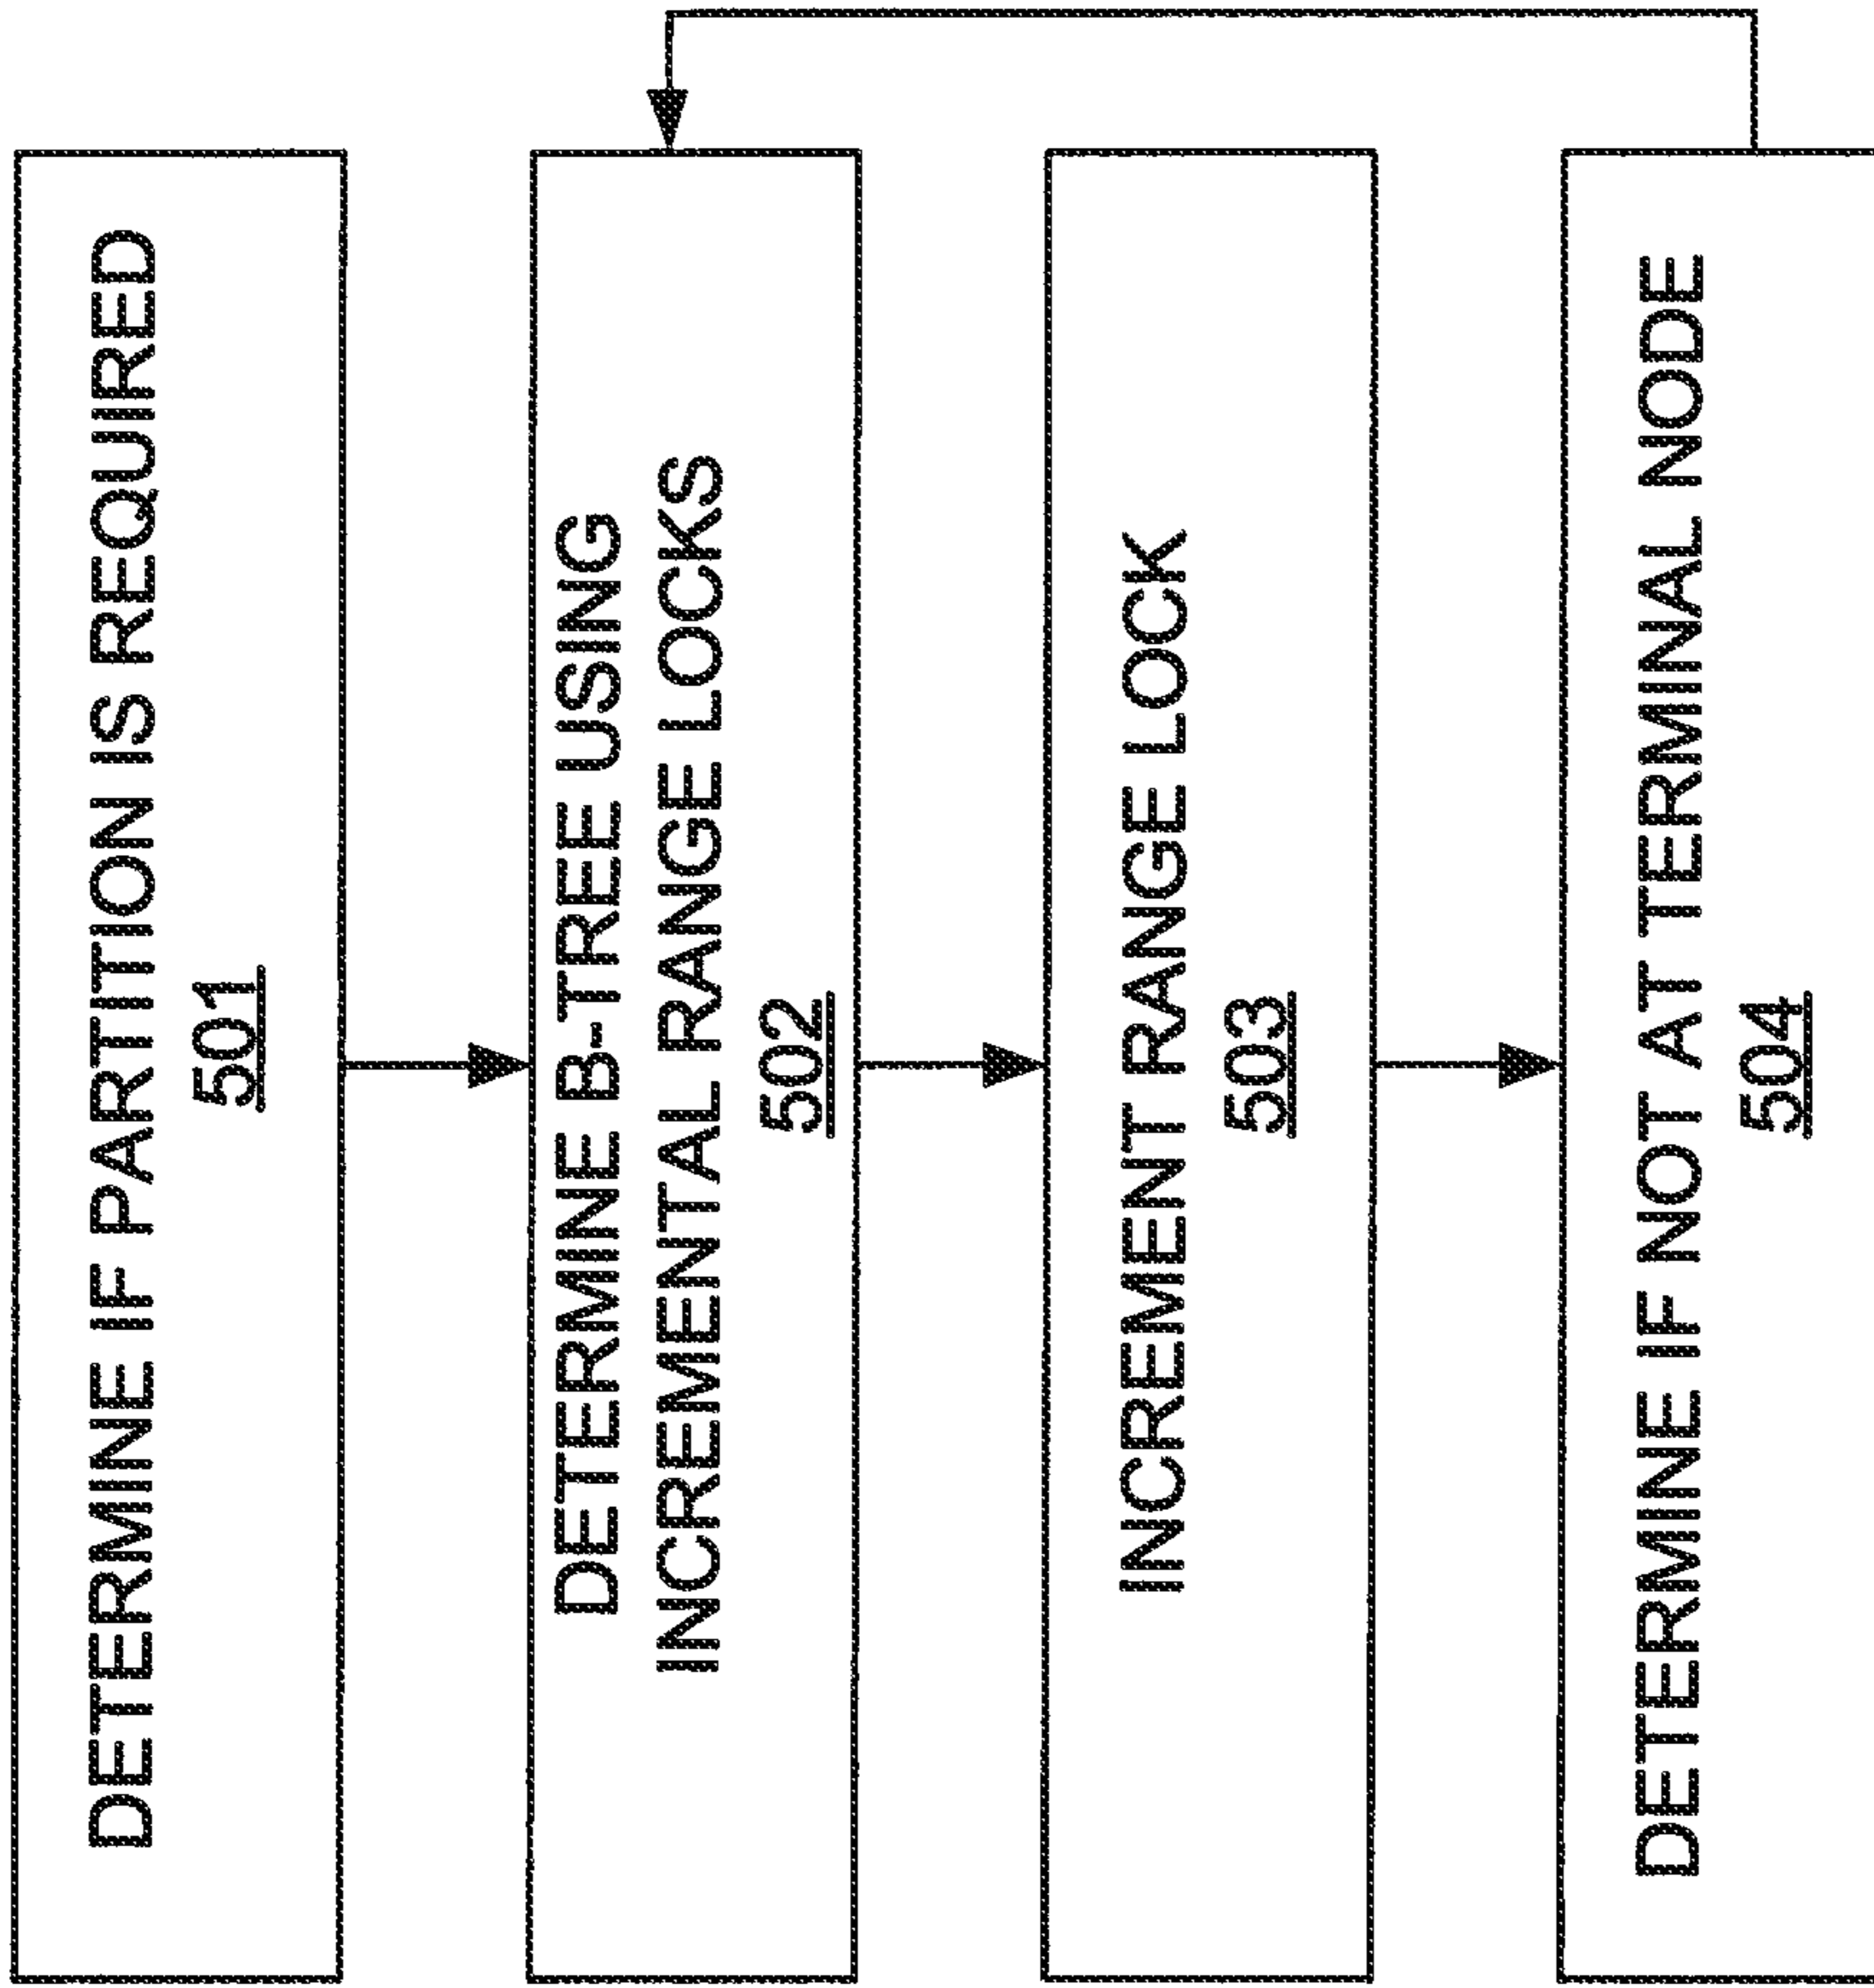 DETERMINE IF PARTITION IS REQUIRED
501
DETERMINE B-TREE USING
INCREMENTAL RANGE LOCKS
502
INCREMENT RANGE LOCK
503
DETERMINE IF NOT AT TERMINAL NODE
504